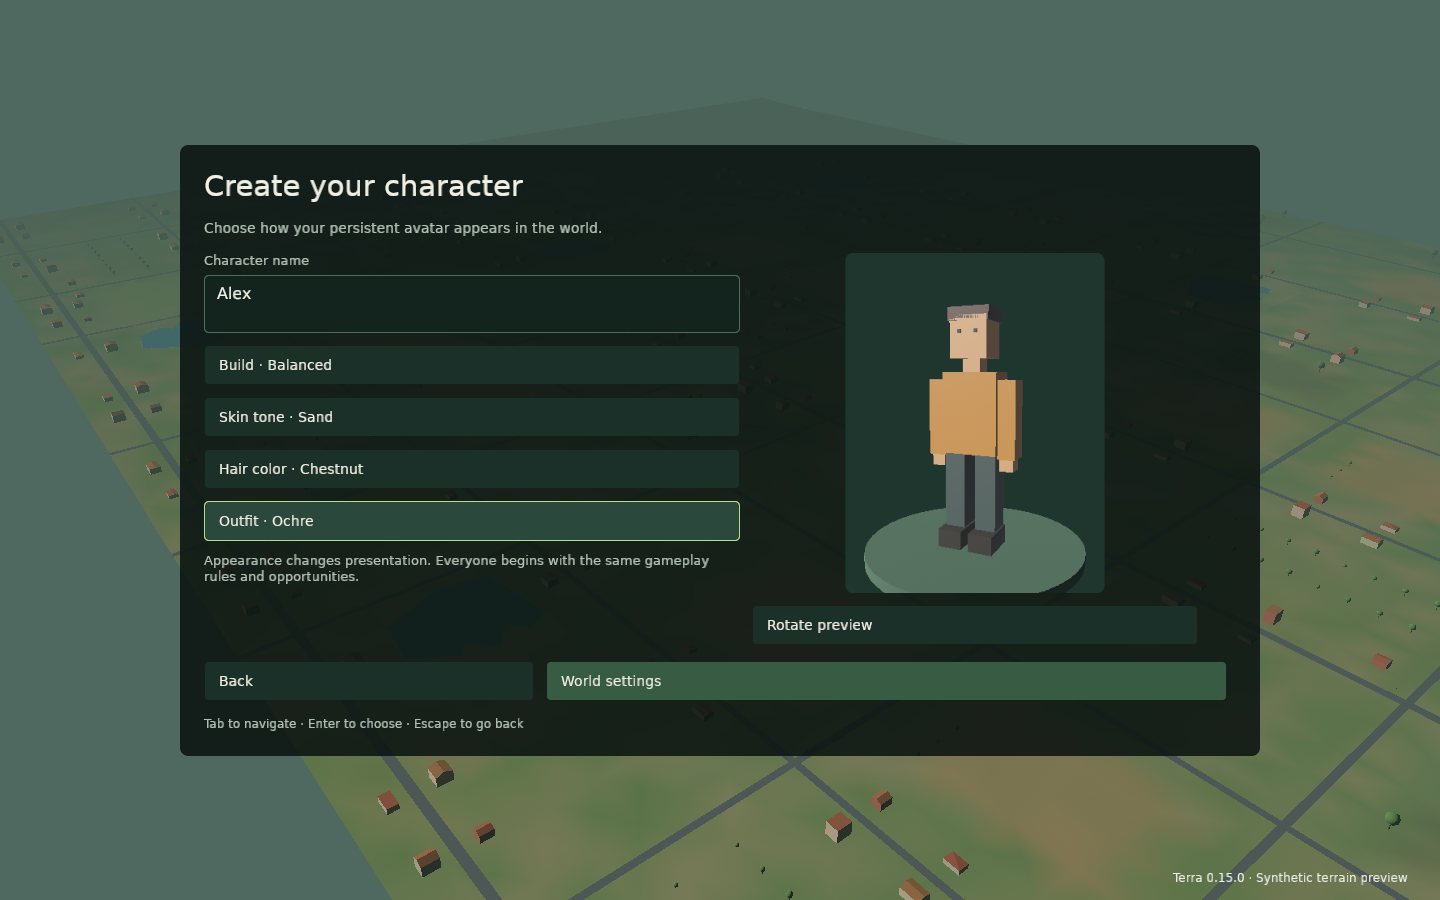 Create your character
Choose how your persistent avatar appears in the world.
Character name
Alex
Build · Balanced
Skin tone · Sand
Hair color · Chestnut
Outfit · Ochre
Appearance changes presentation. Everyone begins with the same gameplay
rules and opportunities.
Rotate preview
Back
World settings
Tab to navigate · Enter to choose · Escape to go back
Terra 0.15.0 · Synthetic terrain preview